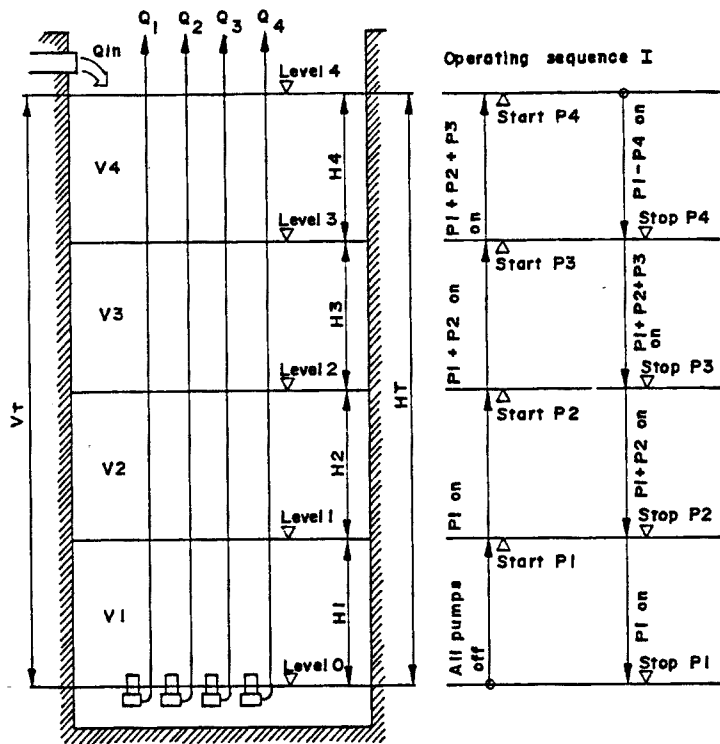 Q1 Q2 Q3 Q4
Qin
Level 4
V4
H4
Level 3
V3
H3
Level 2
VT
HT
V2
H2
Level 1
V1
H1
Level 0
Operating sequence I
Start P4
P1+P2+P3
on
P1-P4 on
Stop P4
Start P3
P1+P2 on
P1+P2+P3
on
Stop P3
Start P2
P1 on
P1+P2 on
Stop P2
Start P1
All pumps
off
P1 on
Stop P1